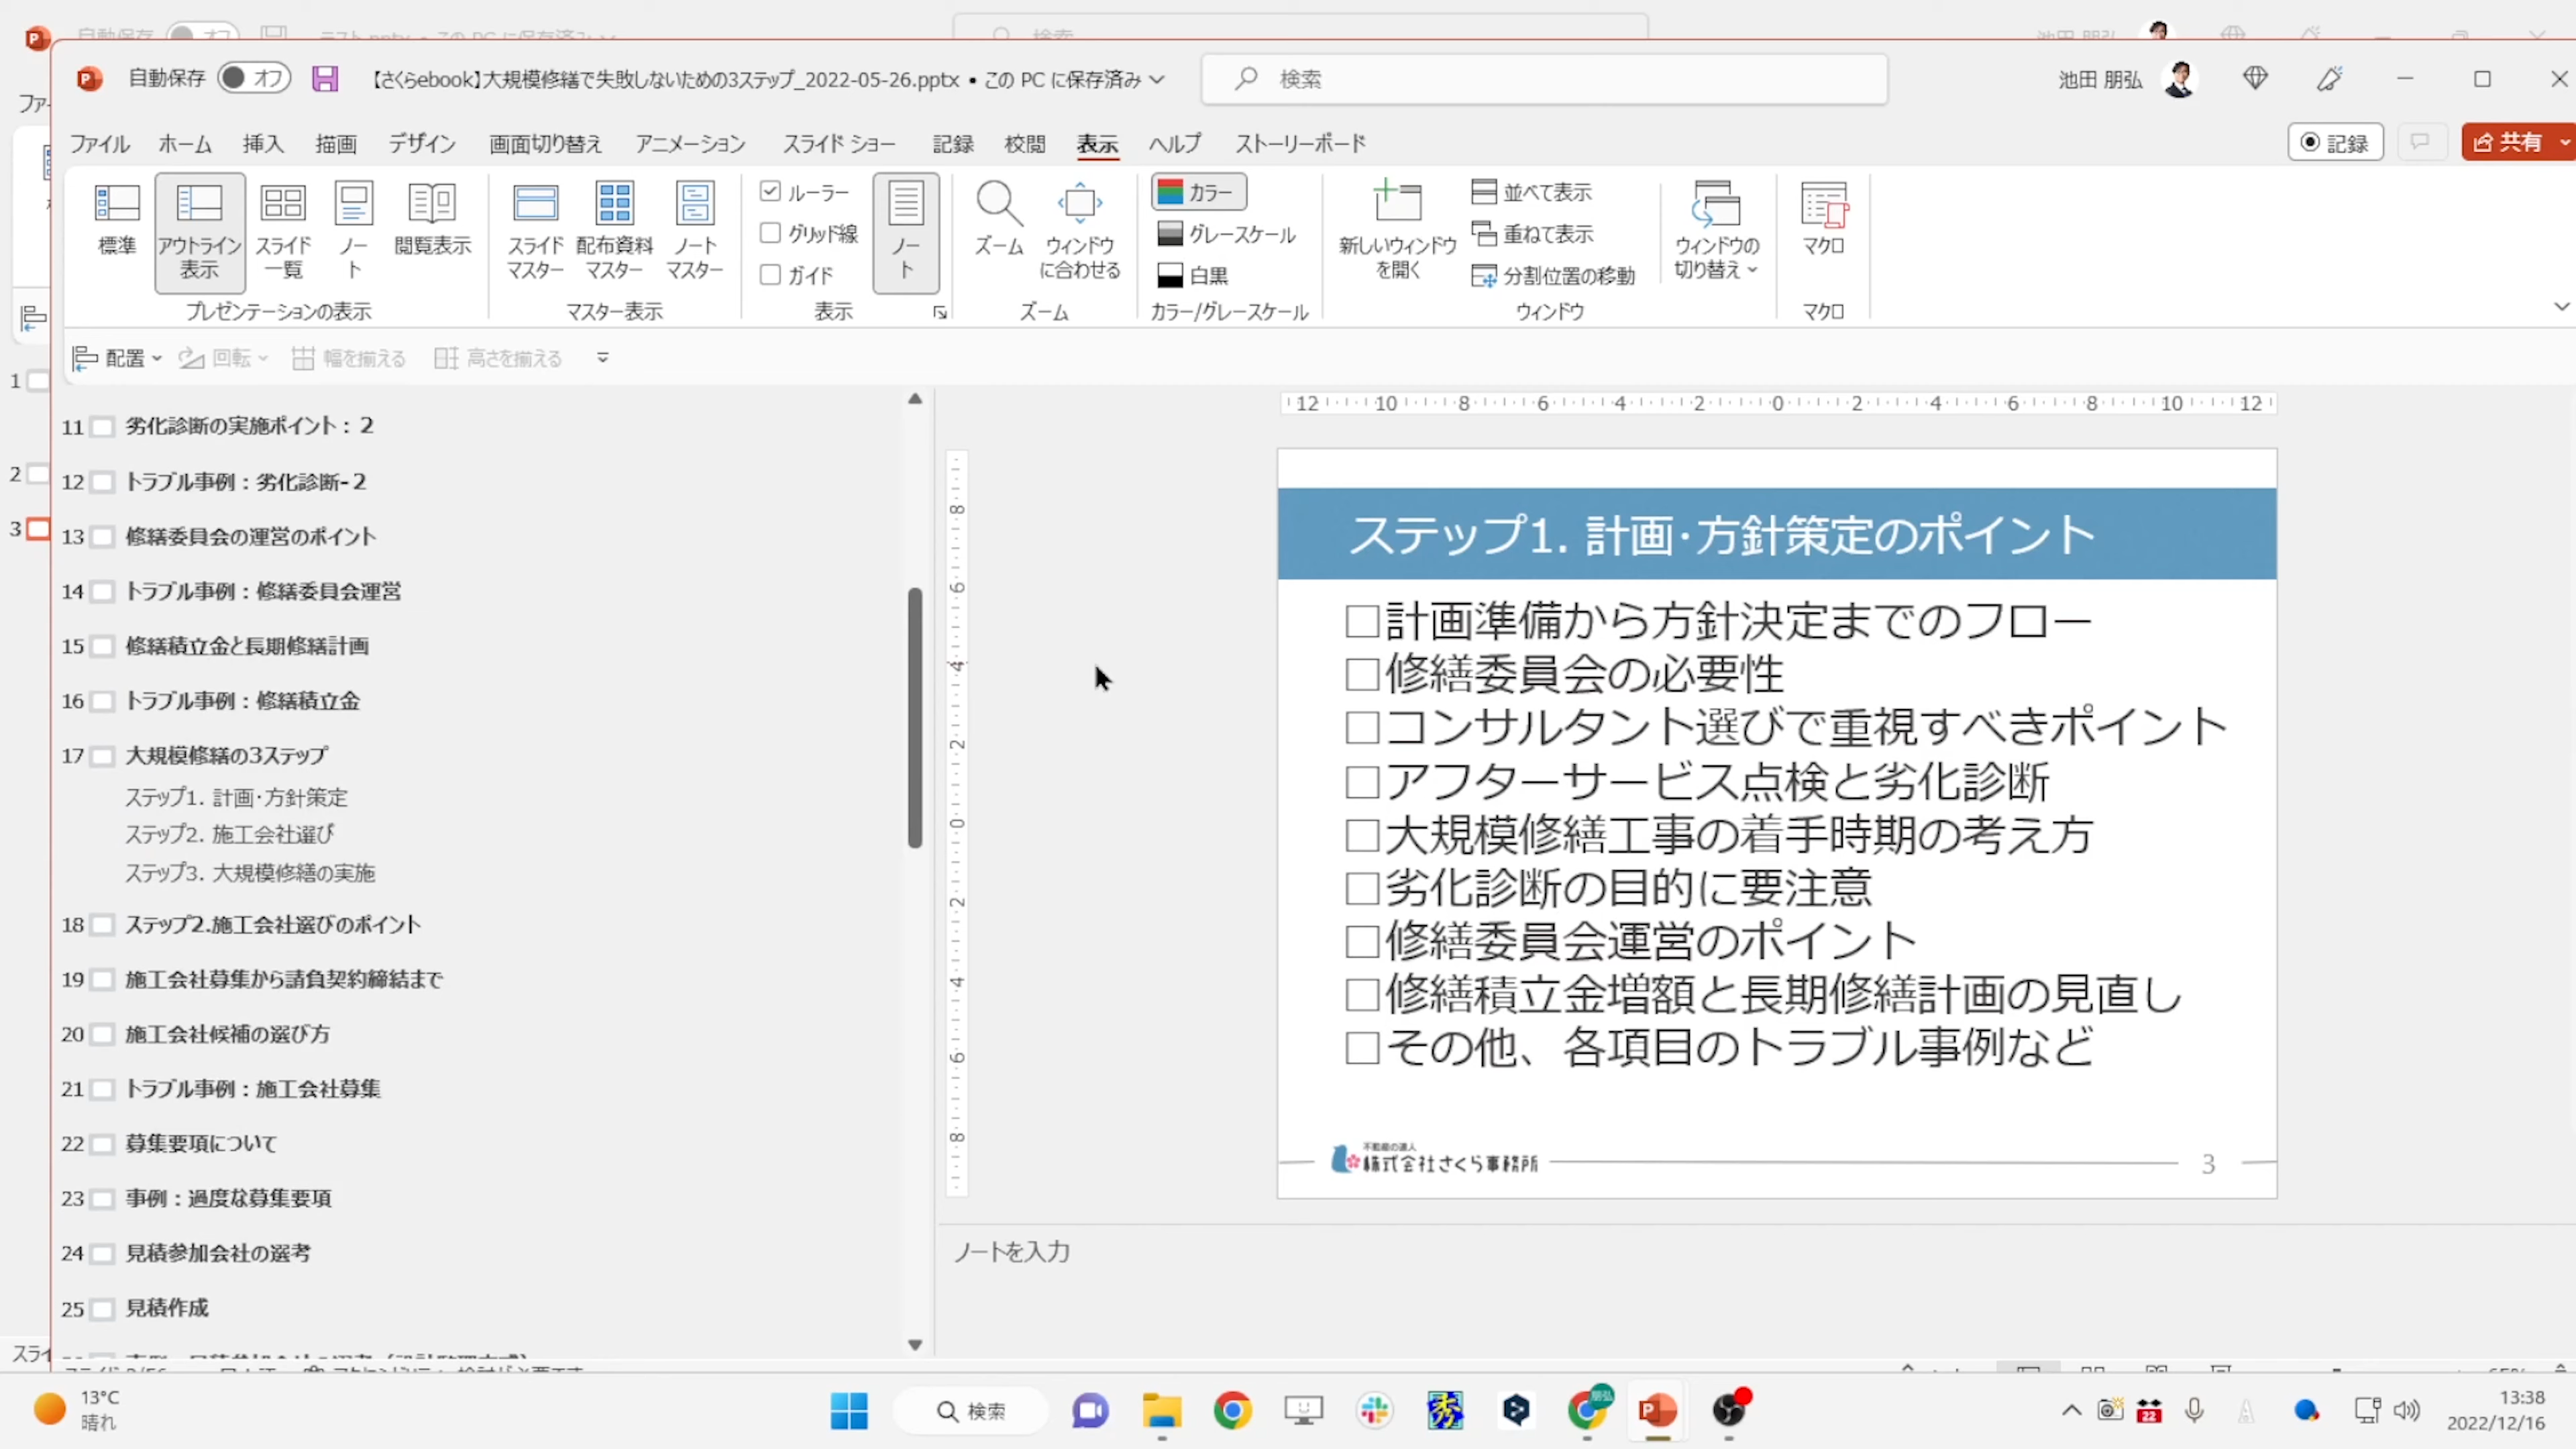 自動保存 オフ 【さくらebook】大規模修繕で失敗しないための3ステップ_2022-05-26.pptx • この PC に保存済み 検索 池田 朋弘
ファイル ホーム 挿入 描画 デザイン 画面切り替え アニメーション スライド ショー 記録 校閲 表示 ヘルプ ストーリーボード 記録 共有
標準
アウトライン
表示
スライド
一覧
ノー
ト
閲覧表示
プレゼンテーションの表示
スライド
マスター
配布資料
マスター
ノート
マスター
マスター表示
ルーラー
グリッド線
ガイド
ノー
ト
表示
ズーム
ウィンドウ
に合わせる
ズーム
カラー
グレースケール
白黒
カラー/グレースケール
新しいウィンドウ
を開く
並べて表示
重ねて表示
分割位置の移動
ウィンドウの
切り替え
ウィンドウ
マクロ
マクロ
配置 回転 幅を揃える 高さを揃える
1
2
3
11 劣化診断の実施ポイント：２
12 トラブル事例：劣化診断-２
13 修繕委員会の運営のポイント
14 トラブル事例：修繕委員会運営
15 修繕積立金と長期修繕計画
16 トラブル事例：修繕積立金
17 大規模修繕の3ステップ
ステップ1. 計画･方針策定
ステップ2. 施工会社選び
ステップ3. 大規模修繕の実施
18 ステップ2.施工会社選びのポイント
19 施工会社募集から請負契約締結まで
20 施工会社候補の選び方
21 トラブル事例：施工会社募集
22 募集要項について
23 事例：過度な募集要項
24 見積参加会社の選考
25 見積作成
12 10 8 6 4 2 0 2 4 6 8 10 12
8
6
4
2
0
2
4
6
8
ステップ1. 計画･方針策定のポイント
□計画準備から方針決定までのフロー
□修繕委員会の必要性
□コンサルタント選びで重視すべきポイント
□アフターサービス点検と劣化診断
□大規模修繕工事の着手時期の考え方
□劣化診断の目的に要注意
□修繕委員会運営のポイント
□修繕積立金増額と長期修繕計画の見直し
□その他、各項目のトラブル事例など
不動産の達人
株式会社さくら事務所
3
ノートを入力
13°C
晴れ
検索
朋弘
22
13:38
2022/12/16